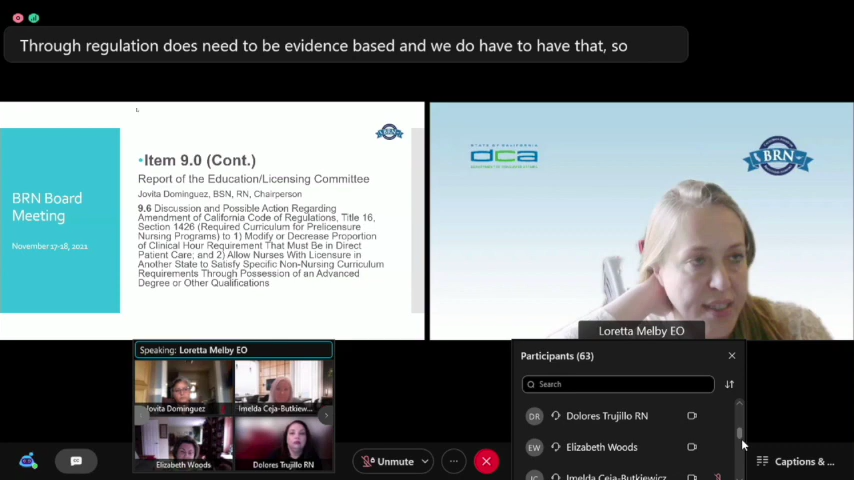 Through regulation does need to be evidence based and we do have to have that, so
BRN Board
Meeting
November 17-18, 2021
BRN
•Item 9.0 (Cont.)
Report of the Education/Licensing Committee
Jovita Dominguez, BSN, RN, Chairperson
9.6 Discussion and Possible Action Regarding
Amendment of California Code of Regulations, Title 16,
Section 1426 (Required Curriculum for Prelicensure
Nursing Programs) to 1) Modify or Decrease Proportion
of Clinical Hour Requirement That Must Be in Direct
Patient Care; and 2) Allow Nurses With Licensure in
Another State to Satisfy Specific Non-Nursing Curriculum
Requirements Through Possession of an Advanced
Degree or Other Qualifications
STATE OF CALIFORNIA
dca
BRN
Loretta Melby EO
Speaking: Loretta Melby EO
Jovita Dominguez
Imelda Ceja-Butkiew...
Elizabeth Woods
Dolores Trujillo RN
Participants (63)
Search
DR Dolores Trujillo RN
EW Elizabeth Woods
IC Imelda Ceja-Butkiewicz
Unmute
Captions & ...